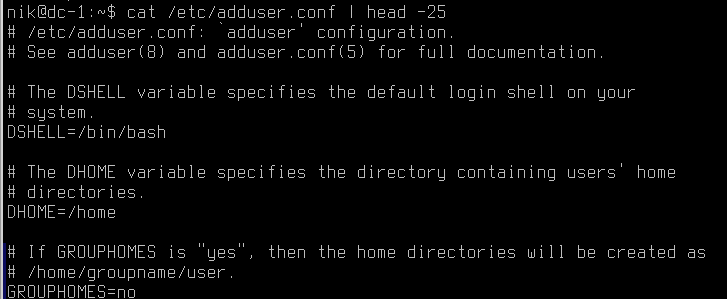 nik@dc-1:~$ cat /etc/adduser.conf | head -25
# /etc/adduser.conf: `adduser' configuration.
# See adduser(8) and adduser.conf(5) for full documentation.
# The DSHELL variable specifies the default login shell on your
# system.
DSHELL=/bin/bash
# The DHOME variable specifies the directory containing users' home
# directories.
DHOME=/home
# If GROUPHOMES is "yes", then the home directories will be created as
# /home/groupname/user.
GROUPHOMES=no